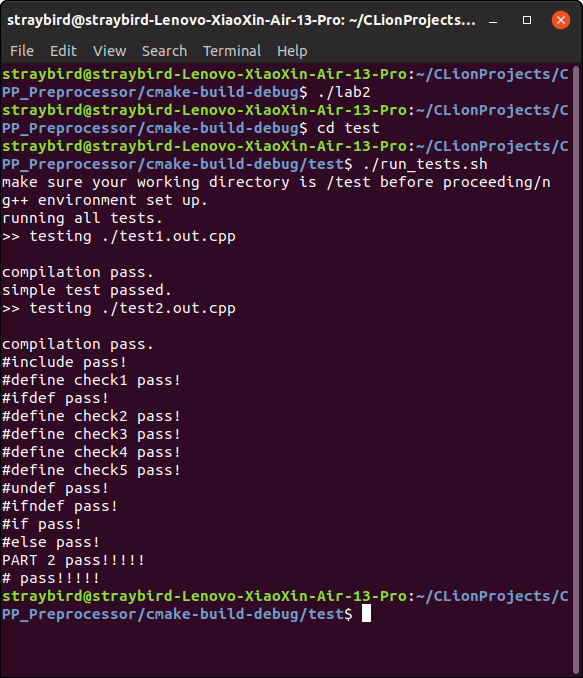 straybird@straybird-Lenovo-XiaoXin-Air-13-Pro: ~/CLionProjects...
File Edit View Search Terminal Help
straybird@straybird-Lenovo-XiaoXin-Air-13-Pro:~/CLionProjects/C
PP_Preprocessor/cmake-build-debug$ ./lab2
straybird@straybird-Lenovo-XiaoXin-Air-13-Pro:~/CLionProjects/C
PP_Preprocessor/cmake-build-debug$ cd test
straybird@straybird-Lenovo-XiaoXin-Air-13-Pro:~/CLionProjects/C
PP_Preprocessor/cmake-build-debug/test$ ./run_tests.sh
make sure your working directory is /test before proceeding/n
g++ environment set up.
running all tests.
>> testing ./test1.out.cpp
compilation pass.
simple test passed.
>> testing ./test2.out.cpp
compilation pass.
#include pass!
#define check1 pass!
#ifdef pass!
#define check2 pass!
#define check3 pass!
#define check4 pass!
#define check5 pass!
#undef pass!
#ifndef pass!
#if pass!
#else pass!
PART 2 pass!!!!!
# pass!!!!!
straybird@straybird-Lenovo-XiaoXin-Air-13-Pro:~/CLionProjects/C
PP_Preprocessor/cmake-build-debug/test$